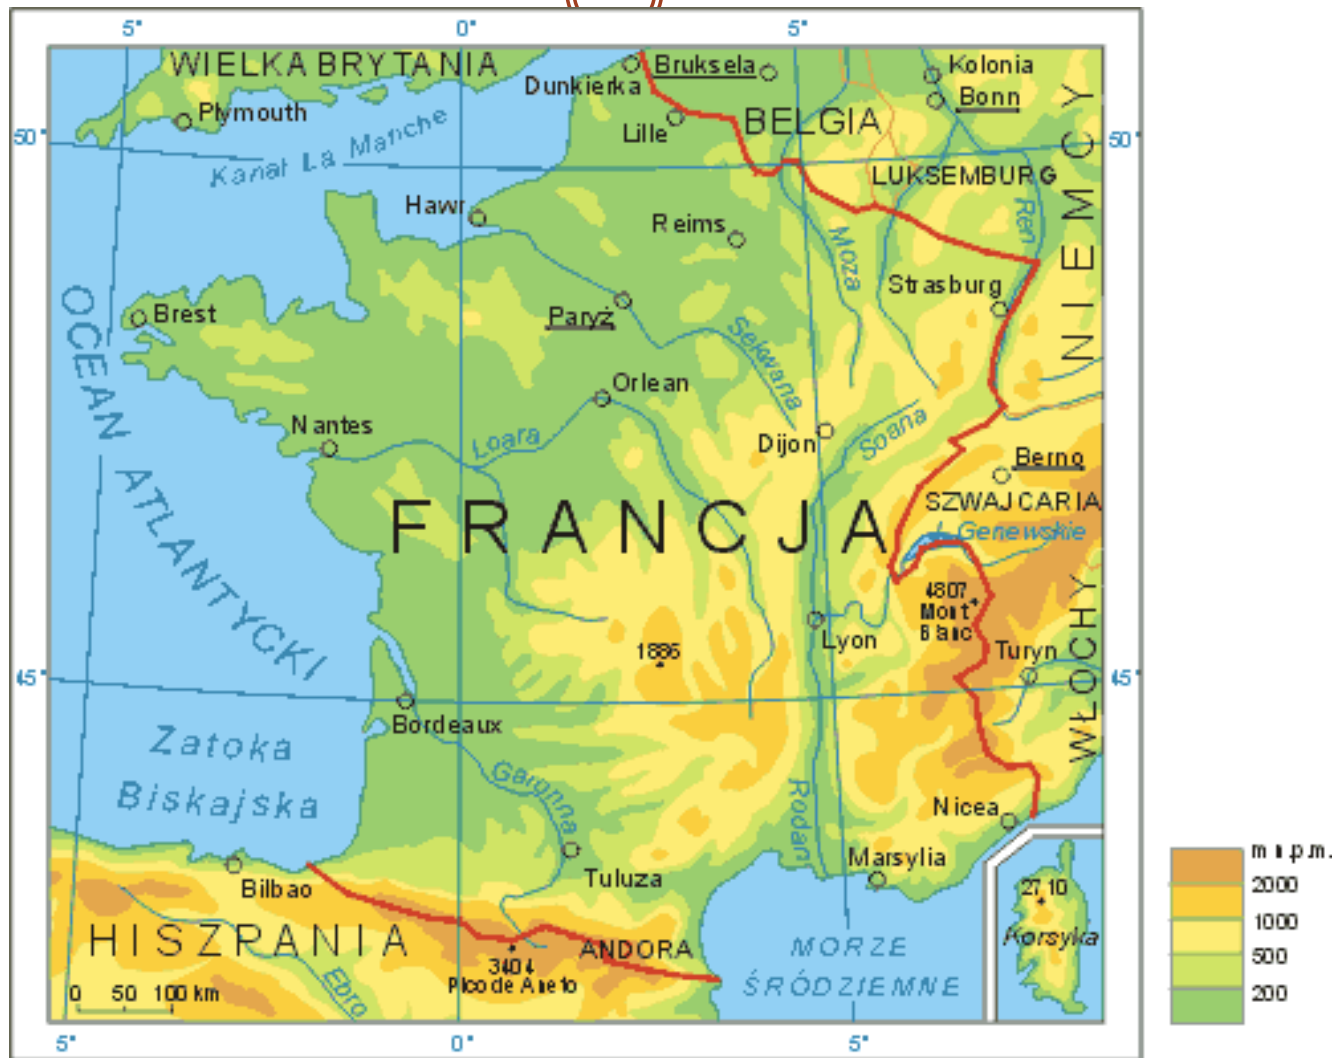 5°
0°
5°
WIELKA BRYTANIA
Dunkierka
Bruksela
Kolonia
Bonn
Plymouth
Lille
BELGIA
50°
50°
Kanał La Manche
LUKSEMBURG
NIEMCY
Hawr
Reims
Moza
Ren
Strasburg
Brest
Paryż
Sekwana
OCEAN ATLANTYCKI
Orlean
Nantes
Loara
Dijon
Soana
Berno
SZWAJCARIA
FRANCJA
J. Genewskie
4807
Mont
Blanc
WŁOCHY
Lyon
Turyn
1886
45°
45°
Bordeaux
Zatoka
Biskajska
Garonna
Rodan
Nicea
Marsylia
Bilbao
Tuluza
HISZPANIA
ANDORA
3404
Pico de Aneto
Ebro
0 50 100 km
MORZE
ŚRÓDZIEMNE
2710
Korsyka
5°
0°
5°
m n.p.m.
2000
1000
500
200